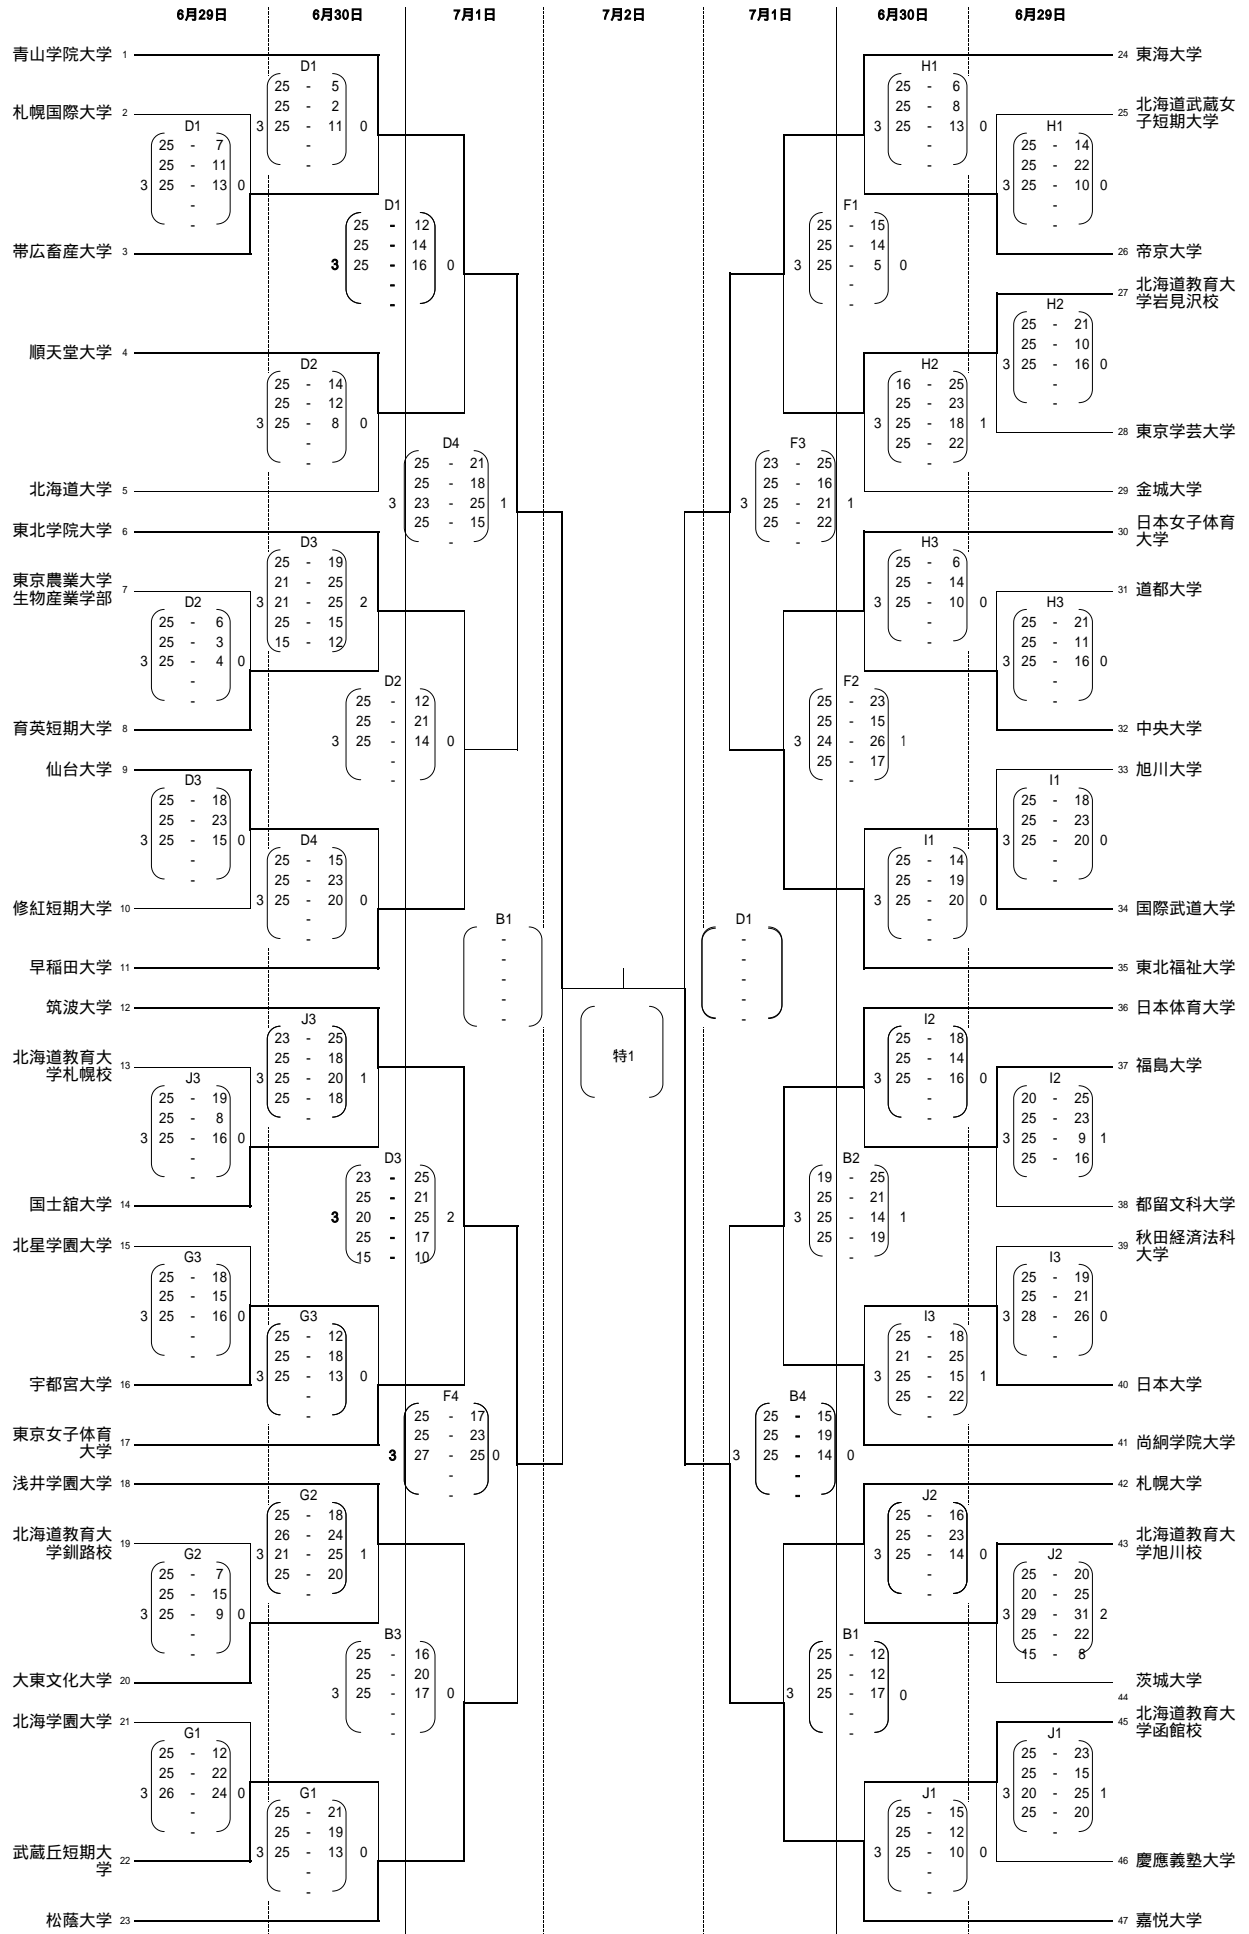 6月29日 6月30日 7月1日 7月2日 7月1日 6月30日 6月29日
青山学院大学 1
札幌国際大学 2
帯広畜産大学 3
順天堂大学 4
北海道大学 5
東北学院大学 6
東京農業大学
生物産業学部 7
育英短期大学 8
仙台大学 9
修紅短期大学 10
早稲田大学 11
筑波大学 12
北海道教育大
学札幌校 13
国士舘大学 14
北星学園大学 15
宇都宮大学 16
東京女子体育
大学 17
浅井学園大学 18
北海道教育大
学釧路校 19
大東文化大学 20
北海学園大学 21
武蔵丘短期大
学 22
松蔭大学 23
D1
25 - 7
25 - 11
3 25 - 13 0
-
-
D2
25 - 6
25 - 3
3 25 - 4 0
-
-
D3
25 - 18
25 - 23
3 25 - 15 0
-
-
J3
25 - 19
25 - 8
3 25 - 16 0
-
-
G3
25 - 18
25 - 15
3 25 - 16 0
-
-
G2
25 - 7
25 - 15
3 25 - 9 0
-
-
G1
25 - 12
25 - 22
3 26 - 24 0
-
-
D1
25 - 5
25 - 2
3 25 - 11 0
-
-
D2
25 - 14
25 - 12
3 25 - 8 0
-
-
D3
25 - 19
21 - 25
3 21 - 25 2
25 - 15
15 - 12
D4
25 - 15
25 - 23
3 25 - 20 0
-
-
J3
23 - 25
25 - 18
3 25 - 20 1
25 - 18
-
G3
25 - 12
25 - 18
3 25 - 13 0
-
-
G2
25 - 18
26 - 24
3 21 - 25 1
25 - 20
-
G1
25 - 21
25 - 19
3 25 - 13 0
-
-
D1
25 - 12
25 - 14
3 25 - 16 0
-
-
D2
25 - 12
25 - 21
3 25 - 14 0
-
-
D3
23 - 25
25 - 21
3 20 - 25 2
25 - 17
15 - 10
B3
25 - 16
25 - 20
3 25 - 17 0
-
-
D4
25 - 21
25 - 18
3 23 - 25 1
25 - 15
-
F4
25 - 17
25 - 23
3 27 - 25 0
-
-
B1
-
-
-
-
-
特1
D1
-
-
-
-
-
F3
23 - 25
25 - 16
3 25 - 21 1
25 - 22
-
B4
25 - 15
25 - 19
3 25 - 14 0
-
-
F1
25 - 15
25 - 14
3 25 - 5 0
-
-
F2
25 - 23
25 - 15
3 24 - 26 1
25 - 17
-
B2
19 - 25
25 - 21
3 25 - 14 1
25 - 19
-
B1
25 - 12
25 - 12
3 25 - 17 0
-
-
H1
25 - 6
25 - 8
3 25 - 13 0
-
-
H2
16 - 25
25 - 23
3 25 - 18 1
25 - 22
-
H3
25 - 6
25 - 14
3 25 - 10 0
-
-
I1
25 - 14
25 - 19
3 25 - 20 0
-
-
I2
25 - 18
25 - 14
3 25 - 16 0
-
-
I3
25 - 18
21 - 25
3 25 - 15 1
25 - 22
-
J2
25 - 16
25 - 23
3 25 - 14 0
-
-
J1
25 - 15
25 - 12
3 25 - 10 0
-
-
H1
25 - 14
25 - 22
3 25 - 10 0
-
-
H2
25 - 21
25 - 10
3 25 - 16 0
-
-
H3
25 - 21
25 - 11
3 25 - 16 0
-
-
I1
25 - 18
25 - 23
3 25 - 20 0
-
-
I2
20 - 25
25 - 23
3 25 - 9 1
25 - 16
-
I3
25 - 19
25 - 21
3 28 - 26 0
-
-
J2
25 - 20
20 - 25
3 29 - 31 2
25 - 22
15 - 8
J1
25 - 23
25 - 15
3 20 - 25 1
25 - 20
-
24 東海大学
25 北海道武蔵女
子短期大学
26 帝京大学
27 北海道教育大
学岩見沢校
28 東京学芸大学
29 金城大学
30 日本女子体育
大学
31 道都大学
32 中央大学
33 旭川大学
34 国際武道大学
35 東北福祉大学
36 日本体育大学
37 福島大学
38 都留文科大学
39 秋田経済法科
大学
40 日本大学
41 尚絅学院大学
42 札幌大学
43 北海道教育大
学旭川校
茨城大学
44
45 北海道教育大
学函館校
46 慶應義塾大学
47 嘉悦大学